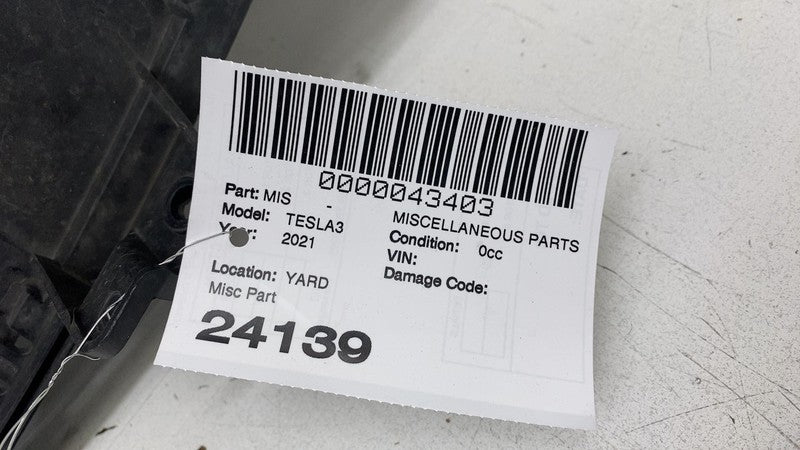 0000043403
Part: MIS - MISCELLANEOUS PARTS
Model: TESLA3 Condition: 0cc
Year: 2021 VIN:
Damage Code:
Location: YARD
Misc Part
24139